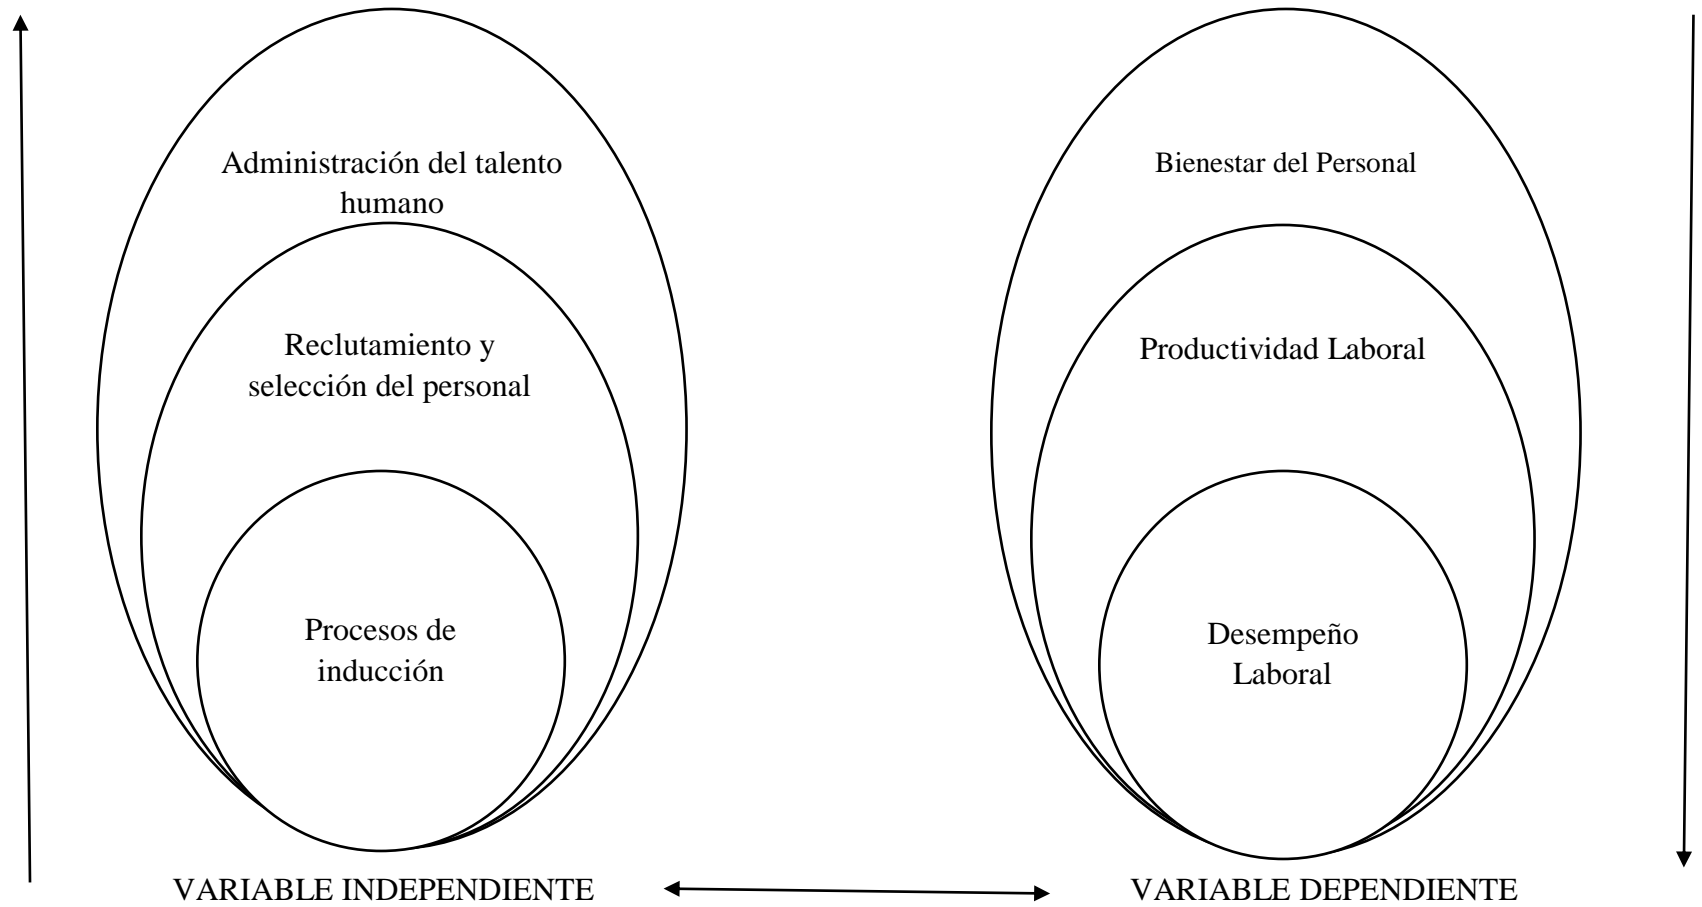 Administración del talento
humano
Reclutamiento y
selección del personal
Procesos de
inducción
VARIABLE INDEPENDIENTE
Bienestar del Personal
Productividad Laboral
Desempeño
Laboral
VARIABLE DEPENDIENTE